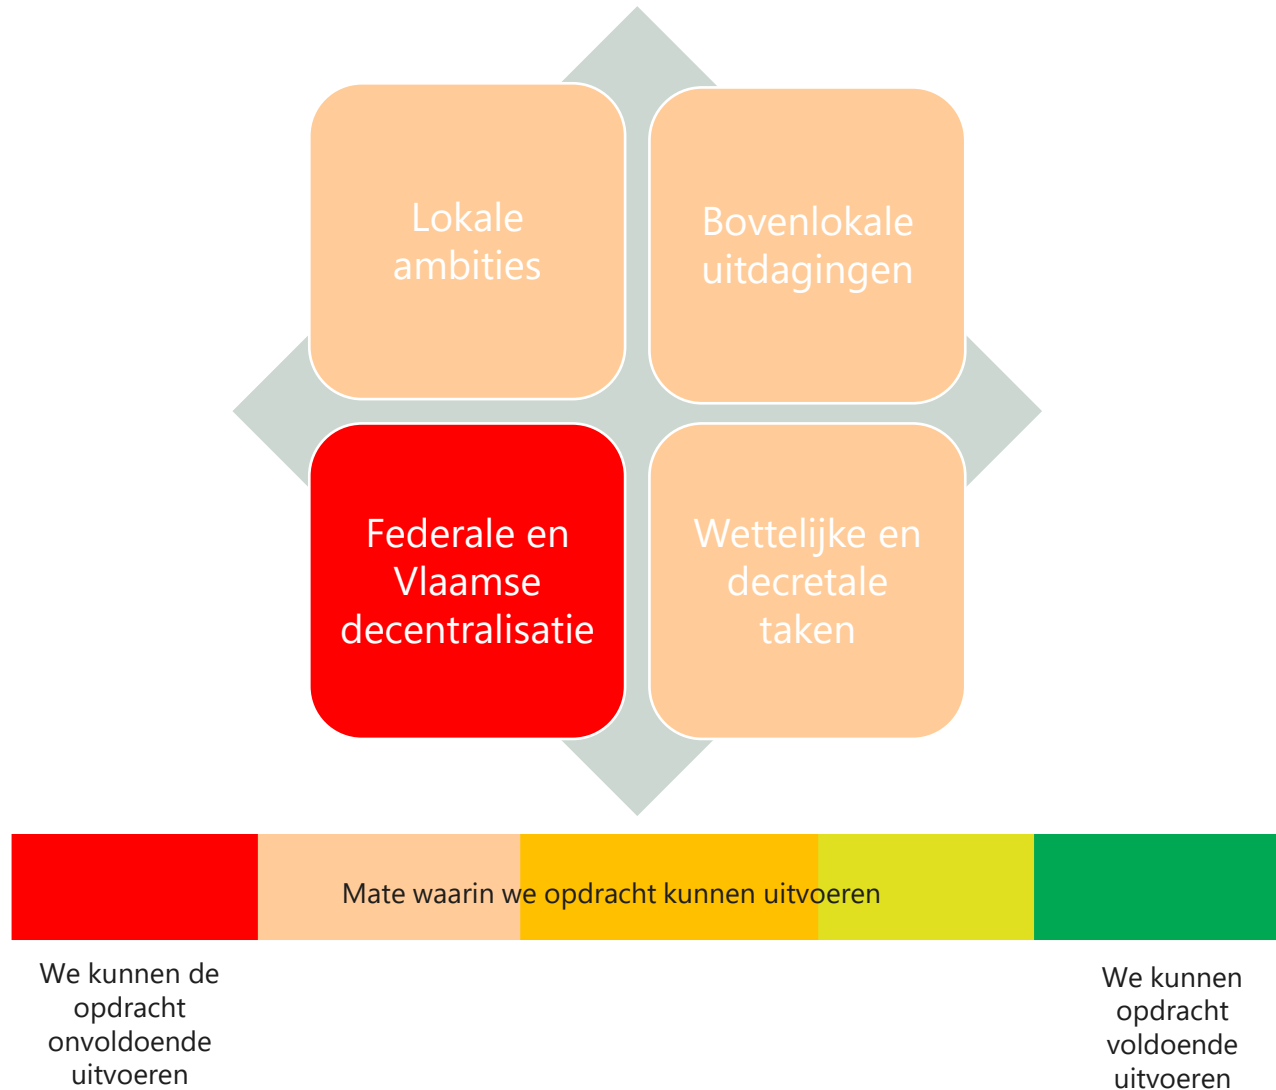 Lokale
ambities
Bovenlokale
uitdagingen
Federale en
Vlaamse
decentralisatie
Wettelijke en
decretale
taken
Mate waarin we opdracht kunnen uitvoeren
We kunnen de
opdracht
onvoldoende
uitvoeren
We kunnen
opdracht
voldoende
uitvoeren